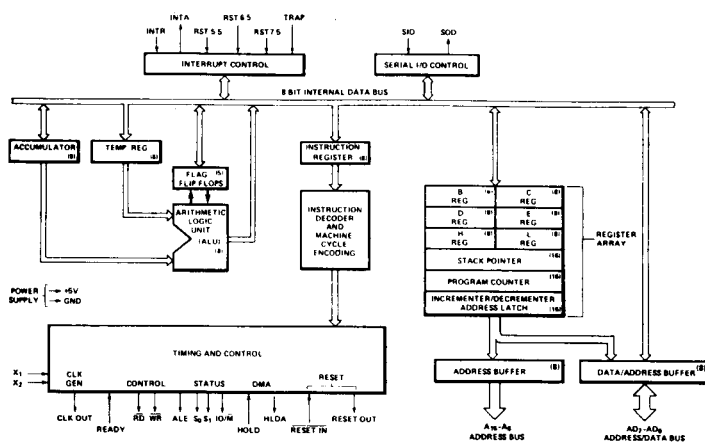 INTA RST 6.5 TRAP
INTR RST 5.5 RST 7.5
SID SOD
INTERRUPT CONTROL
SERIAL I/O CONTROL
8 BIT INTERNAL DATA BUS
ACCUMULATOR (8)
TEMP REG (8)
INSTRUCTION REGISTER (8)
FLAG (5)
FLIP FLOPS
ARITHMETIC
LOGIC
UNIT
(ALU)
(8)
INSTRUCTION
DECODER
AND
MACHINE
CYCLE
ENCODING
B (8) C (8)
REG REG
D (8) E (8)
REG REG
H (8) L (8)
REG REG
STACK POINTER (16)
PROGRAM COUNTER (16)
INCREMENTER/DECREMENTER
ADDRESS LATCH (16)
REGISTER
ARRAY
POWER +5V
SUPPLY GND
TIMING AND CONTROL
X1 CLK
X2 GEN
CONTROL STATUS DMA RESET
CLK OUT READY RD WR ALE S0 S1 IO/M HOLD HLDA RESET IN RESET OUT
ADDRESS BUFFER (8)
DATA/ADDRESS BUFFER (8)
A15-A8
ADDRESS BUS
AD7-AD0
ADDRESS/DATA BUS